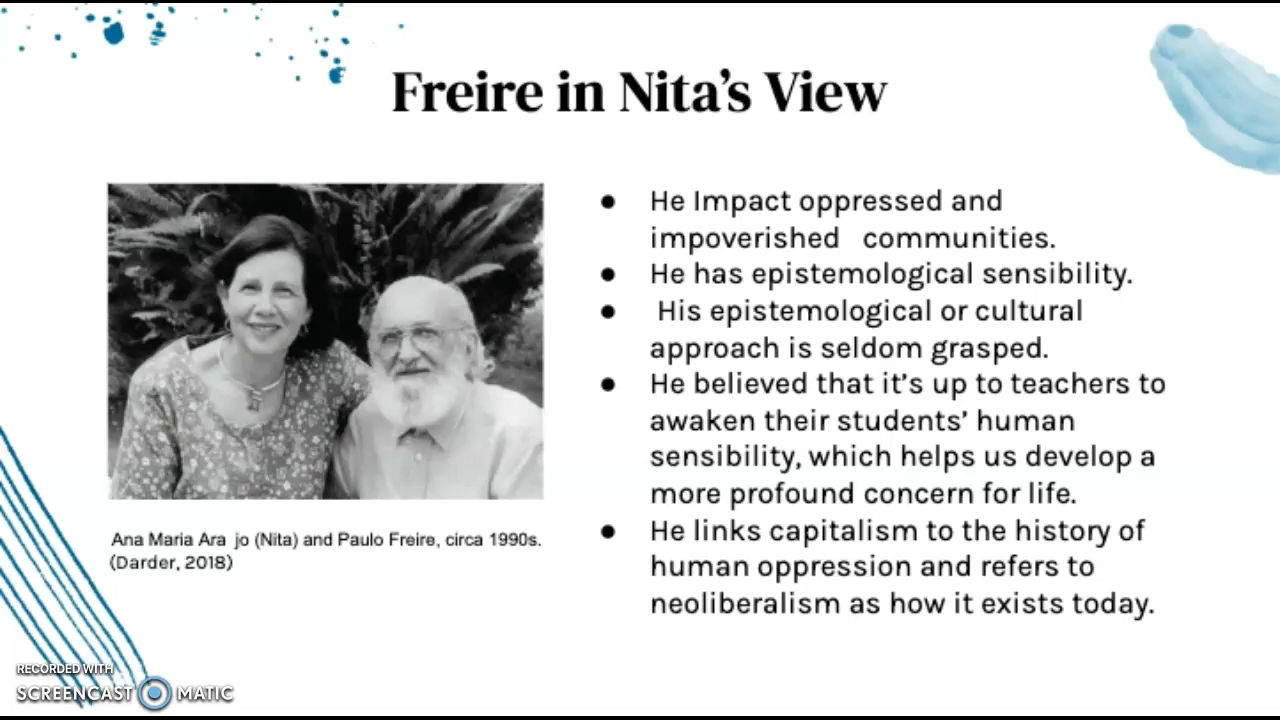 Freire in Nita's View
● He Impact oppressed and
impoverished communities.
● He has epistemological sensibility.
● His epistemological or cultural
approach is seldom grasped.
● He believed that it's up to teachers to
awaken their students' human
sensibility, which helps us develop a
more profound concern for life.
● He links capitalism to the history of
human oppression and refers to
neoliberalism as how it exists today.
Ana Maria Ara jo (Nita) and Paulo Freire, circa 1990s.
(Darder, 2018)
RECORDED WITH
SCREENCAST MATIC